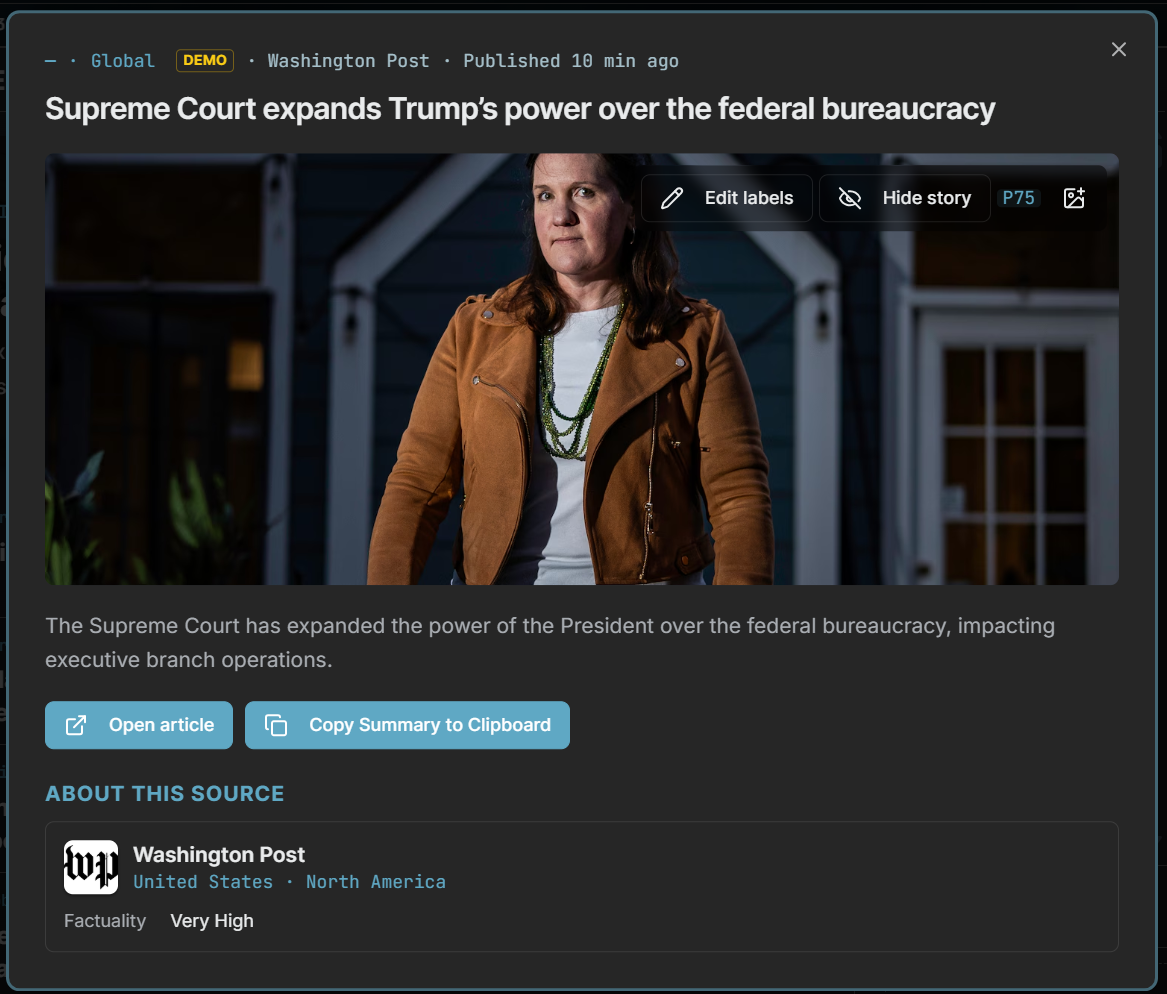 — · Global DEMO · Washington Post · Published 10 min ago
Supreme Court expands Trump’s power over the federal bureaucracy
Edit labels Hide story P75
The Supreme Court has expanded the power of the President over the federal bureaucracy, impacting
executive branch operations.
Open article Copy Summary to Clipboard
ABOUT THIS SOURCE
wp Washington Post
United States · North America
Factuality Very High